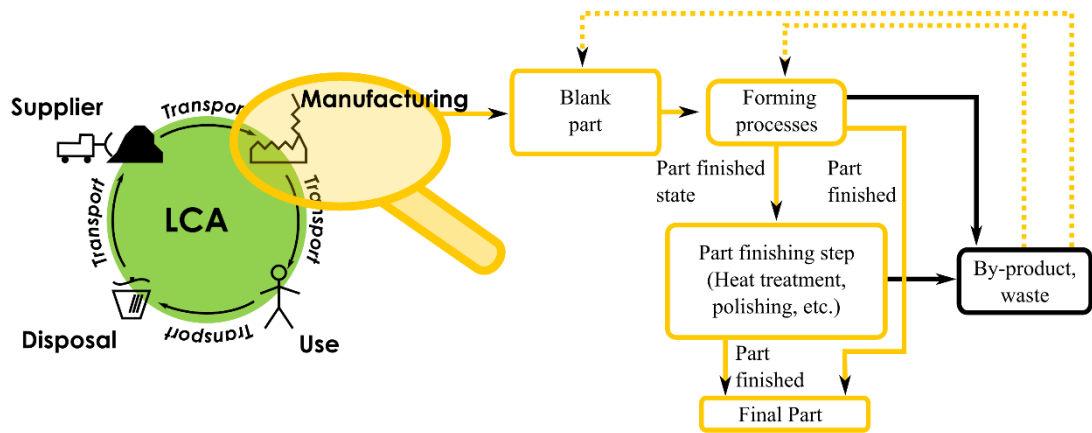 Supplier
Transport
Manufacturing
Transport
LCA
Transport
Disposal
Transport
Use
Blank
part
Forming
processes
Part finished
state
Part
finished
Part finishing step
(Heat treatment,
polishing, etc.)
By-product,
waste
Part
finished
Final Part